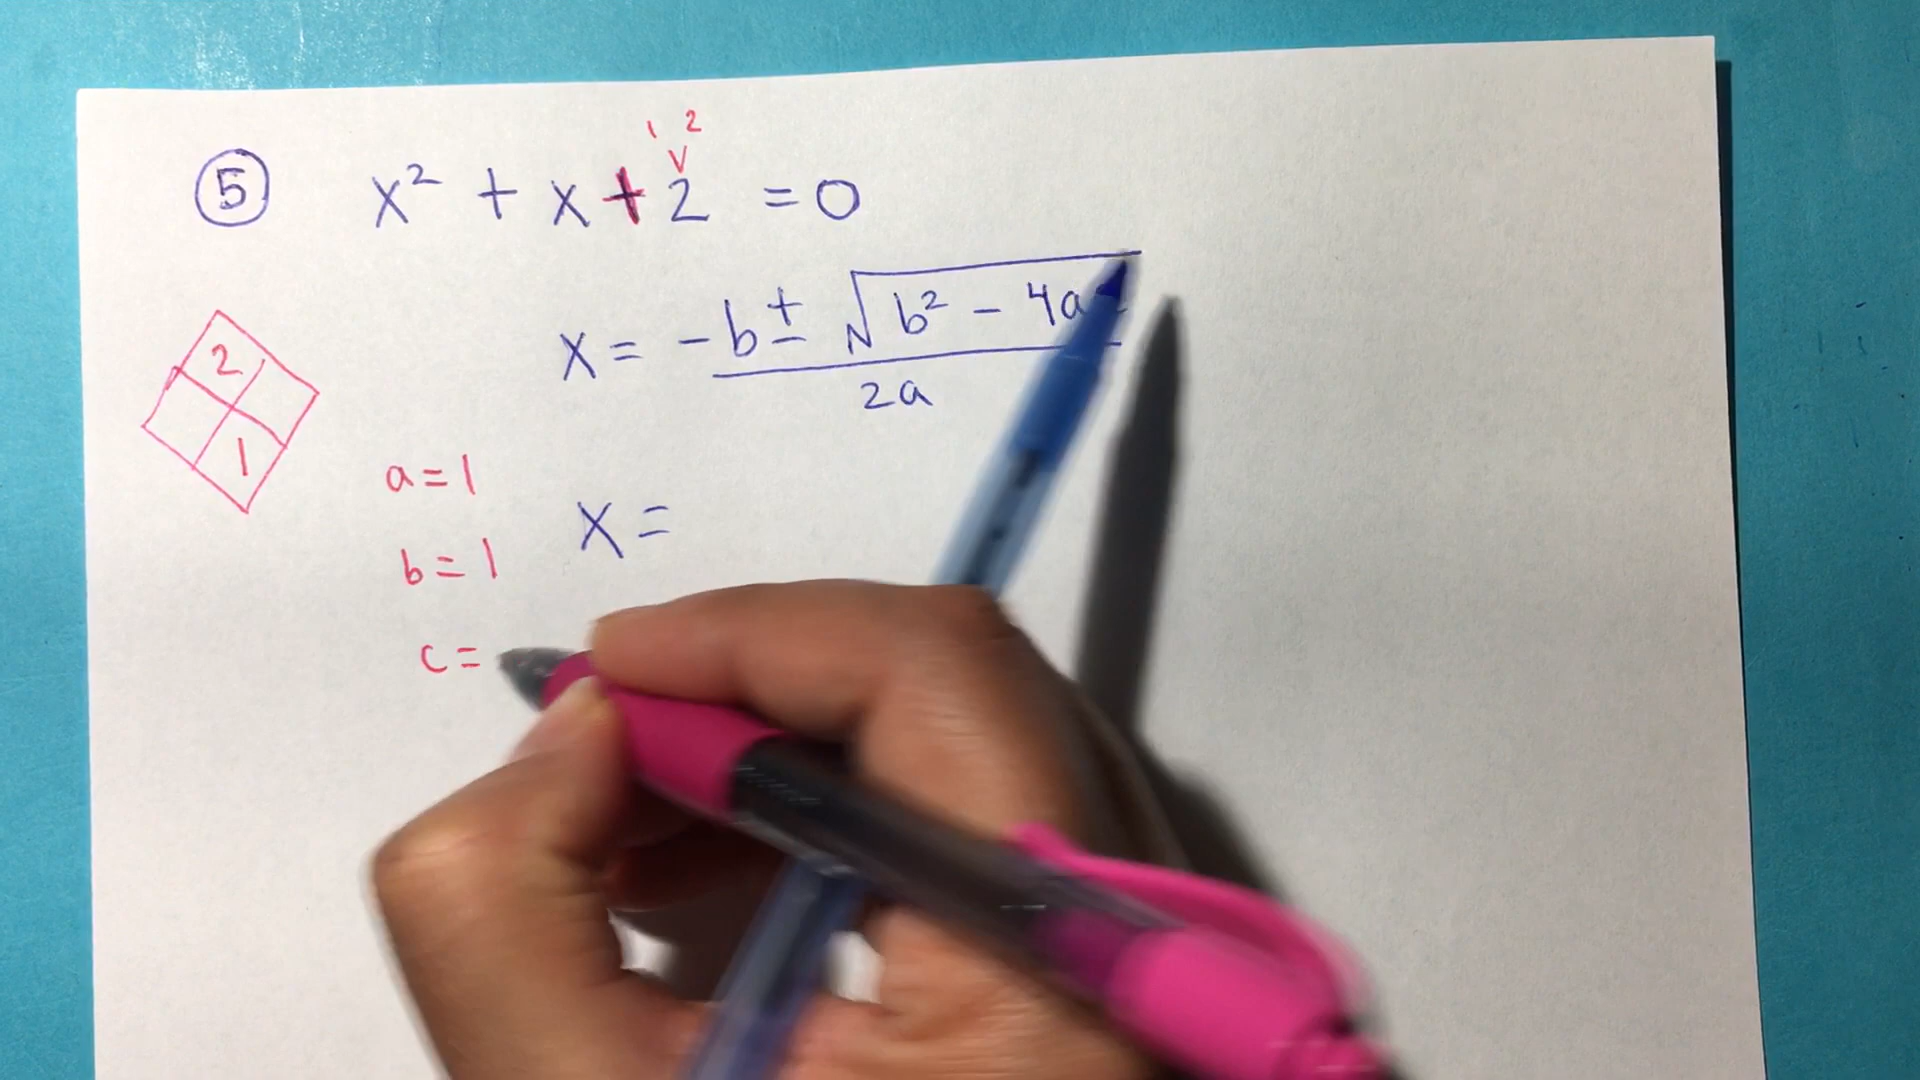 1 2
V
⑤ x² + x + 2 = 0
x = -b ± √b² - 4a
2a
2
1
a = 1
b = 1
x =
c =